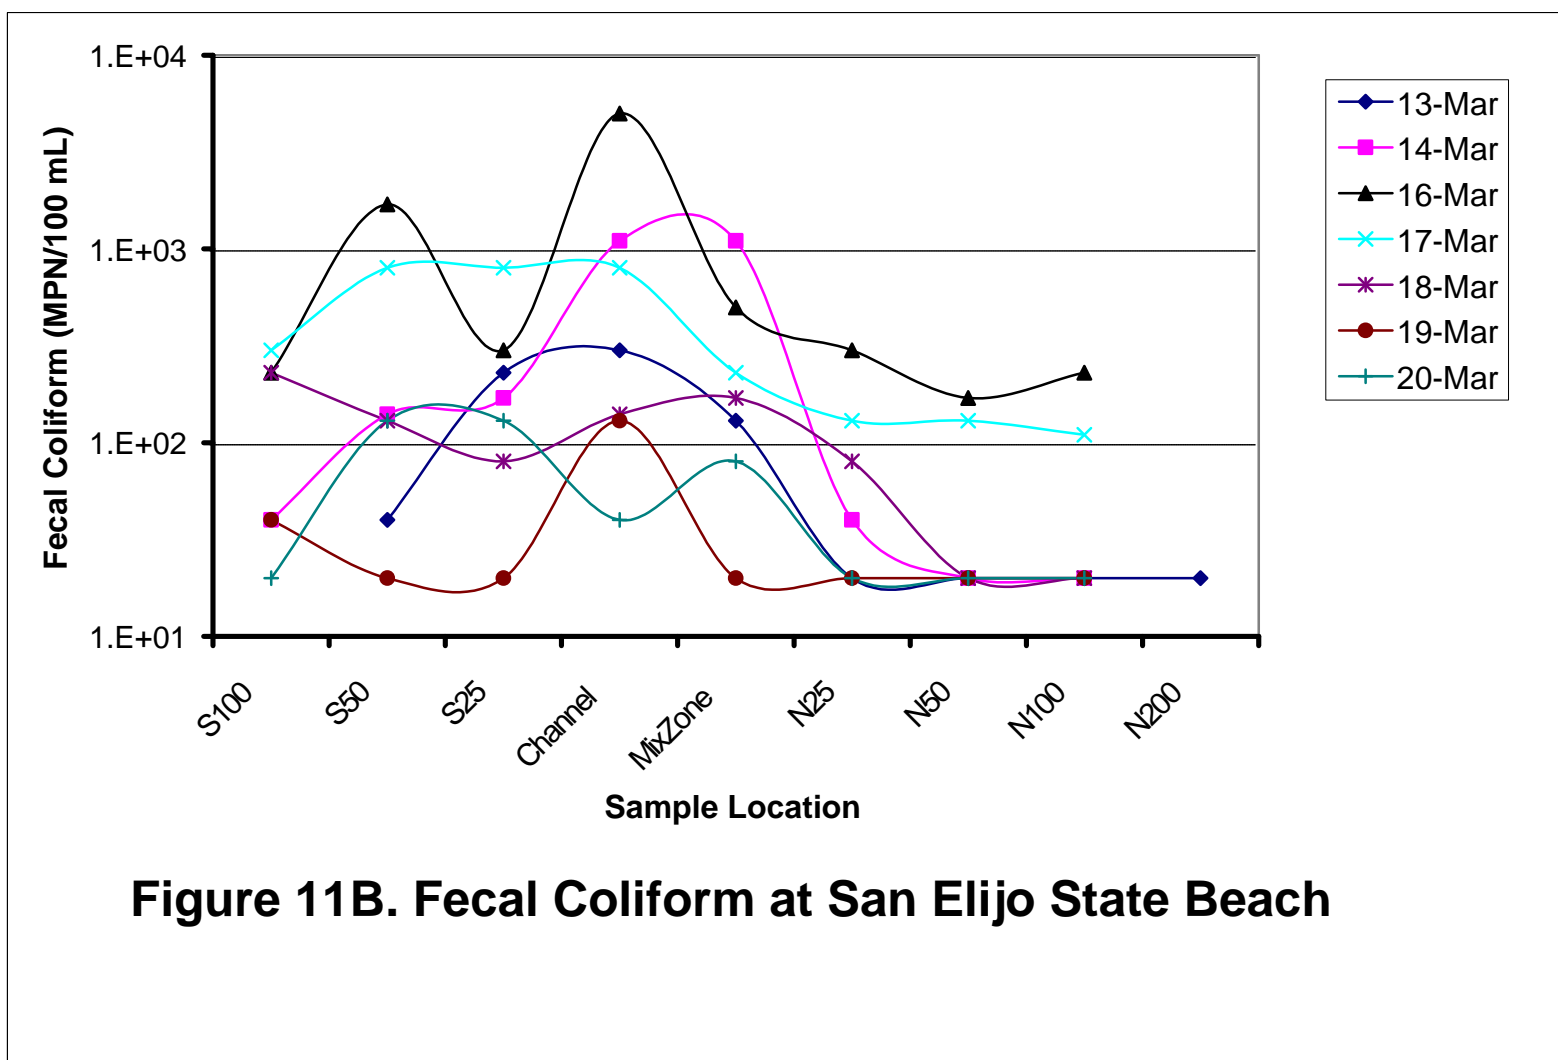 1.E+04
1.E+03
1.E+02
1.E+01
Fecal Coliform (MPN/100 mL)
S100
S50
S25
Channel
MixZone
N25
N50
N100
N200
Sample Location
13-Mar
14-Mar
16-Mar
17-Mar
18-Mar
19-Mar
20-Mar
Figure 11B. Fecal Coliform at San Elijo State Beach